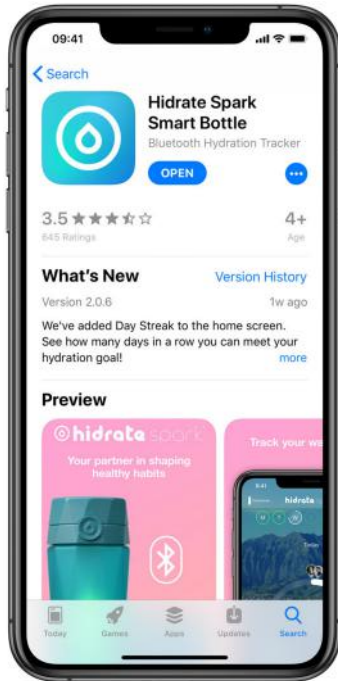 09:41
Search
Hidrate Spark
Smart Bottle
Bluetooth Hydration Tracker
OPEN
3.5
4+
645 Ratings
Age
What's New
Version History
Version 2.0.6
1w ago
We've added Day Streak to the home screen.
See how many days in a row you can meet your
hydration goal!
more
Preview
hidrate spark
Your partner in shaping
healthy habits
Track your wa
9:41
hidrate
Today
Today
Games
Apps
Updates
Search